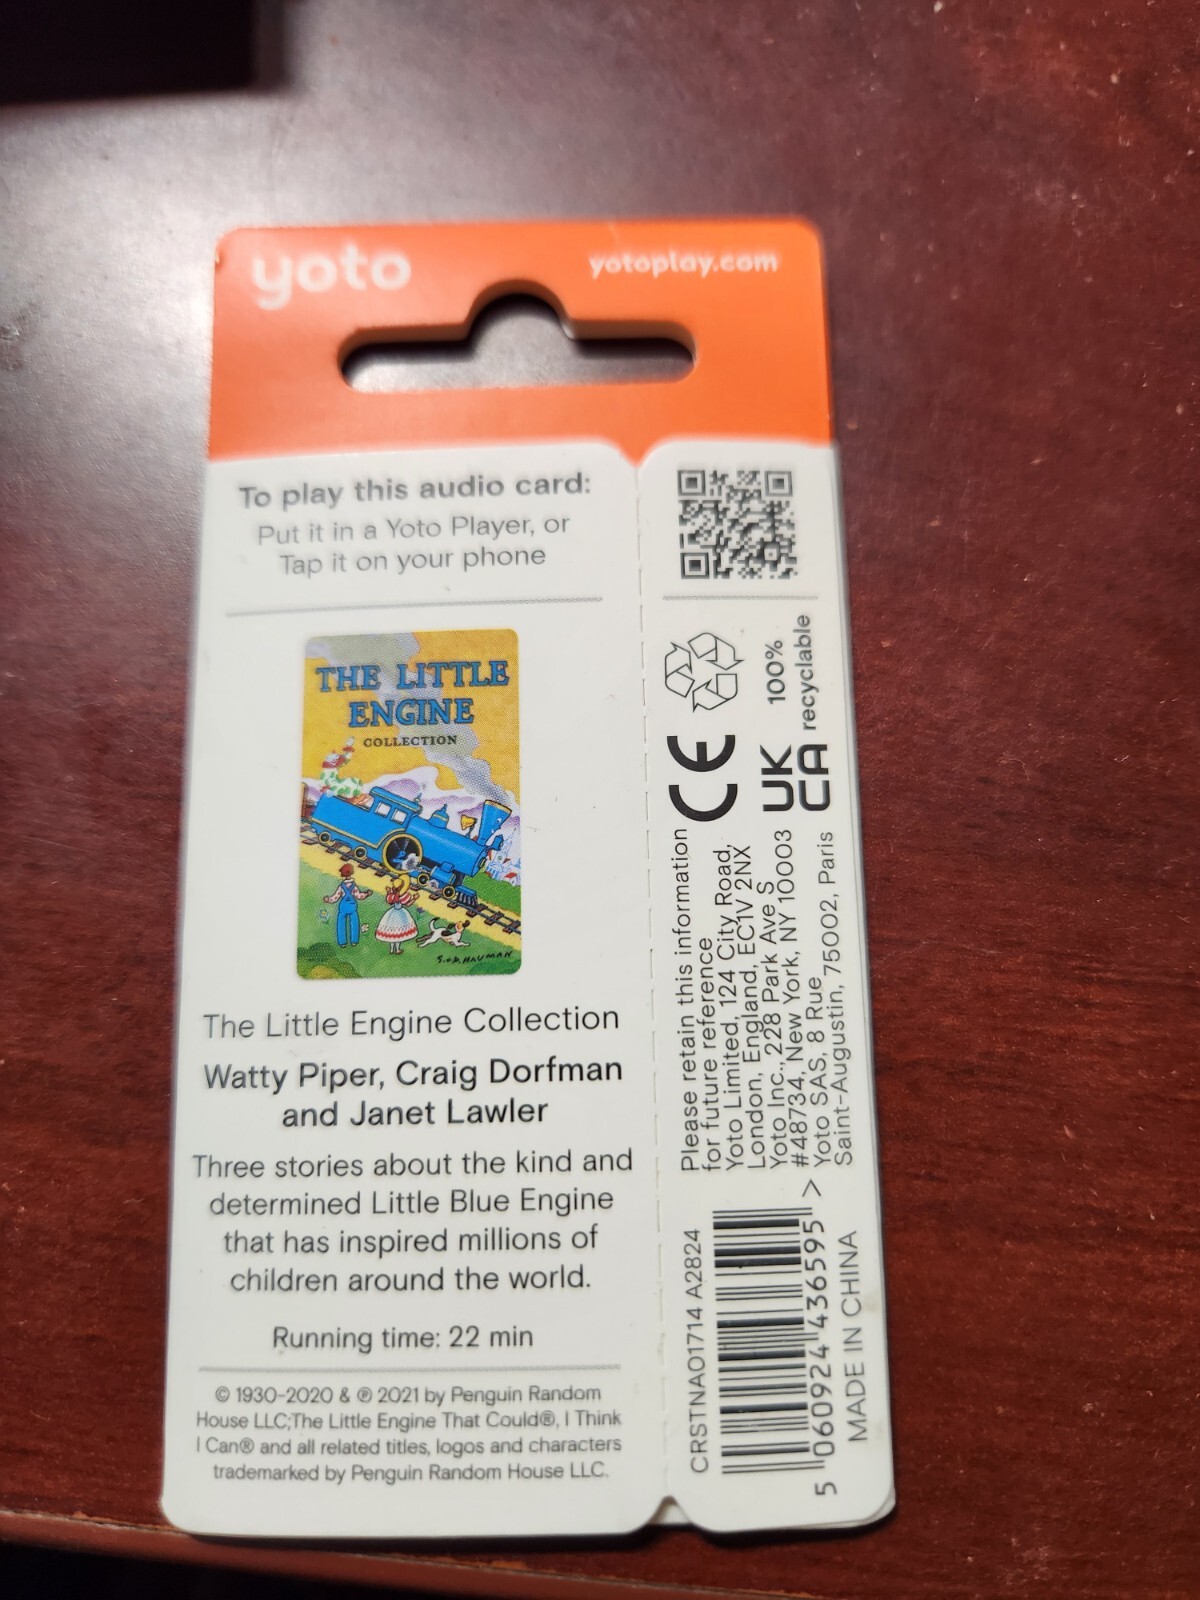 yoto
yotoplay.com
To play this audio card:
Put it in a Yoto Player, or
Tap it on your phone
THE LITTLE
ENGINE
COLLECTION
S.&D. HAUMAN
The Little Engine Collection
Watty Piper, Craig Dorfman
and Janet Lawler
Three stories about the kind and
determined Little Blue Engine
that has inspired millions of
children around the world.
Running time: 22 min
© 1930-2020 & ℗ 2021 by Penguin Random
House LLC;The Little Engine That Could®, I Think
I Can® and all related titles, logos and characters
trademarked by Penguin Random House LLC.
100%
recyclable
CE
UK
CA
Please retain this information
for future reference
Yoto Limited, 124 City Road,
London, England, EC1V 2NX
Yoto Inc., 228 Park Ave S
#48734, New York, NY 10003
Yoto SAS, 8 Rue
Saint-Augustin, 75002, Paris
CRSTNA01714 A2824
5 060924 436595 >
MADE IN CHINA